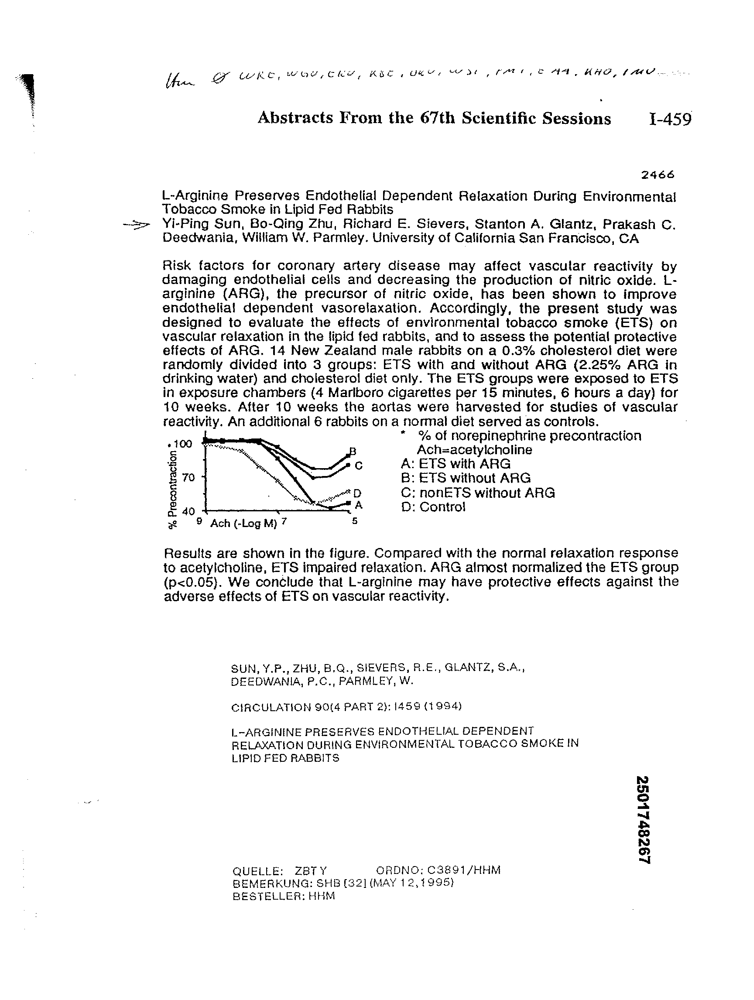 Abstracts From the 67th Scientific Sessions I-459
2466
L-Arginine Preserves Endothelial Dependent Relaxation During Environmental
Tobacco Smoke in Lipid Fed Rabbits
Yi-Ping Sun, Bo-Qing Zhu, Richard E. Sievers, Stanton A. Glantz, Prakash C.
Deedwania, William W. Parmley. University of California San Francisco, CA
Risk factors for coronary artery disease may affect vascular reactivity by
damaging endothelial cells and decreasing the production of nitric oxide. L-
arginine (ARG), the precursor of nitric oxide, has been shown to improve
endothelial dependent vasorelaxation. Accordingly, the present study was
designed to evaluate the effects of environmental tobacco smoke (ETS) on
vascular relaxation in the lipid fed rabbits, and to assess the potential protective
effects of ARG. 14 New Zealand male rabbits on a 0.3% cholesterol diet were
randomly divided into 3 groups: ETS with and without ARG (2.25% ARG in
drinking water) and cholesterol diet only. The ETS groups were exposed to ETS
in exposure chambers (4 Marlboro cigarettes per 15 minutes, 6 hours a day) for
10 weeks. After 10 weeks the aortas were harvested for studies of vascular
reactivity. An additional 6 rabbits on a normal diet served as controls.
* % of norepinephrine precontraction
Ach=acetylcholine
A: ETS with ARG
B: ETS without ARG
C: nonETS without ARG
D: Control
% Precontraction
100
70
40
B
C
D
A
9 Ach (-Log M) 7 5
Results are shown in the figure. Compared with the normal relaxation response
to acetylcholine, ETS impaired relaxation. ARG almost normalized the ETS group
(p<0.05). We conclude that L-arginine may have protective effects against the
adverse effects of ETS on vascular reactivity.
SUN, Y.P., ZHU, B.Q., SIEVERS, R.E., GLANTZ, S.A.,
DEEDWANIA, P.C., PARMLEY, W.
CIRCULATION 90(4 PART 2): I459 (1994)
L-ARGININE PRESERVES ENDOTHELIAL DEPENDENT
RELAXATION DURING ENVIRONMENTAL TOBACCO SMOKE IN
LIPID FED RABBITS
2501748267
QUELLE: ZBTY ORDNO: C3891/HHM
BEMERKUNG: SHB [32] (MAY 12,1995)
BESTELLER: HHM